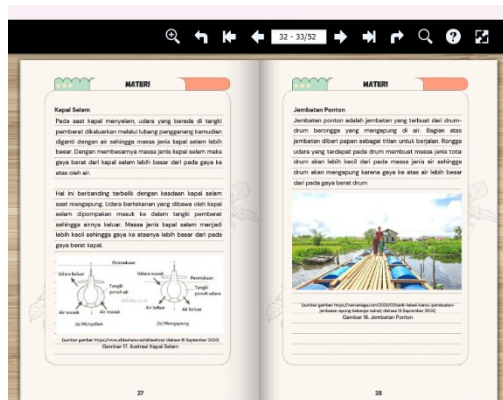 32 - 33/52
MATERI
Kapal Selam
Pada saat kapal menyelam, udara yang berada di tangki
pemberat dikeluarkan melalui lubang penggenang kemudian
diganti dengan air sehingga massa jenis kapal selam lebih
besar. Dengan membesarnya massa jenis kapal selam maka
gaya berat dari kapal selam lebih besar dari pada gaya ke
atas oleh air.
Hal ini berbanding terbalik dengan keadaan kapal selam
saat mengapung. Udara bertekanan yang dibawa oleh kapal
selam dipompakan masuk ke dalam tangki pemberat
sehingga airnya keluar. Massa jenis kapal selam menjadi
lebih kecil sehingga gaya ke atasnya lebih besar dari pada
gaya berat kapal.
Permukaan
Udara keluar
Udara masuk
Permukaan
Tangki
penuh air
Tangki
penuh udara
Air masuk
Air masuk
Air keluar
Air keluar
(a) Menyelam
(b) Mengapung
Gambar 17. Ilustrasi Kapal Selam
27
MATERI
Jembatan Ponton
Jembatan ponton adalah jembatan yang terbuat dari drum-
drum berongga yang mengapung di air. Bagian atas
jembatan diberi papan sebagai titian untuk berjalan. Rongga
udara yang terdapat pada drum membuat massa jenis total
drum akan lebih kecil dari pada massa jenis air sehingga
drum akan mengapung karena gaya ke atas air lebih besar
dari pada gaya berat drum
Gambar 18. Jembatan Ponton
28